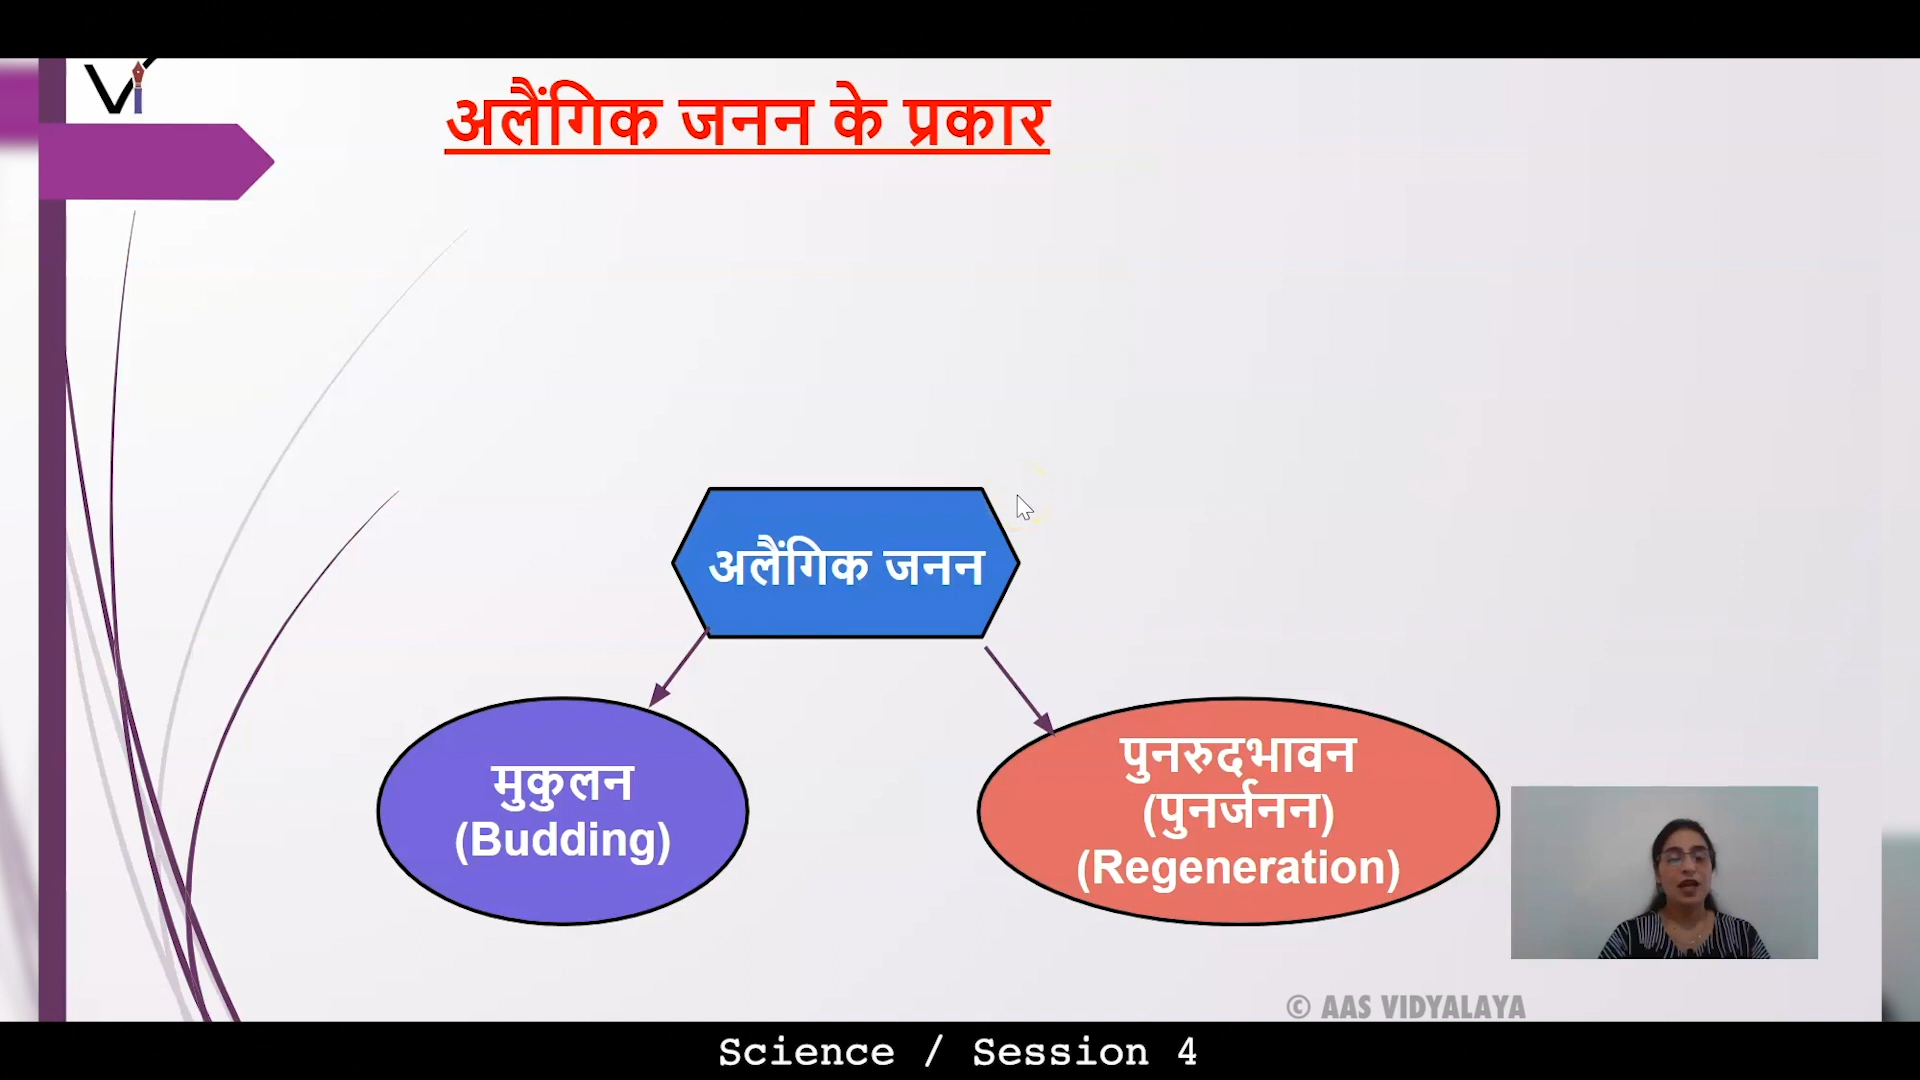 अलैंगिक जनन के प्रकार
अलैंगिक जनन
मुकुलन
(Budding)
पुनरुदभावन
(पुनर्जनन)
(Regeneration)
© AAS VIDYALAYA
Science / Session 4